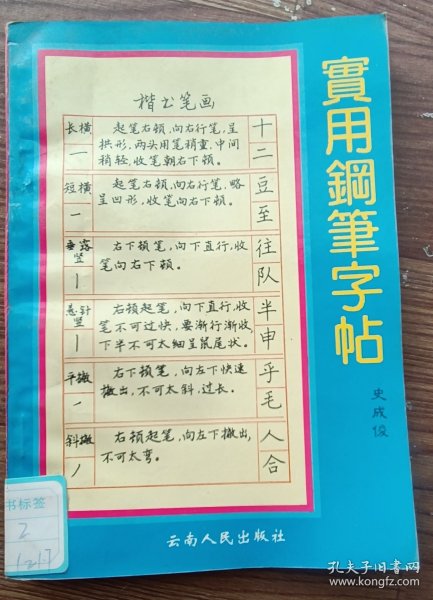 實用鋼筆字帖
史成俊
楷书笔画
长横
起笔右顿,向右行笔,呈
拱形,两头用笔稍重,中间
稍轻,收笔朝右下顿。
十二
短横
起笔右顿,向右行笔,略
呈凹形,收笔向右下顿。
豆至
垂露
竖
右下顿笔,向下直行,收
笔向右下顿。
往队
悬针
竖
右顿起笔,向下直行,收
笔不可过快,要渐行渐收,
下半不可太细呈鼠尾状。
半申
平撇
右下顿笔,向左下快速
撇出,不可太斜,过长。
乎毛
斜撇
右顿起笔,向左下撇出,
不可太弯。
人合
书标签
2
1217
云南人民出版社
孔夫子旧书网
www.kongfz.com